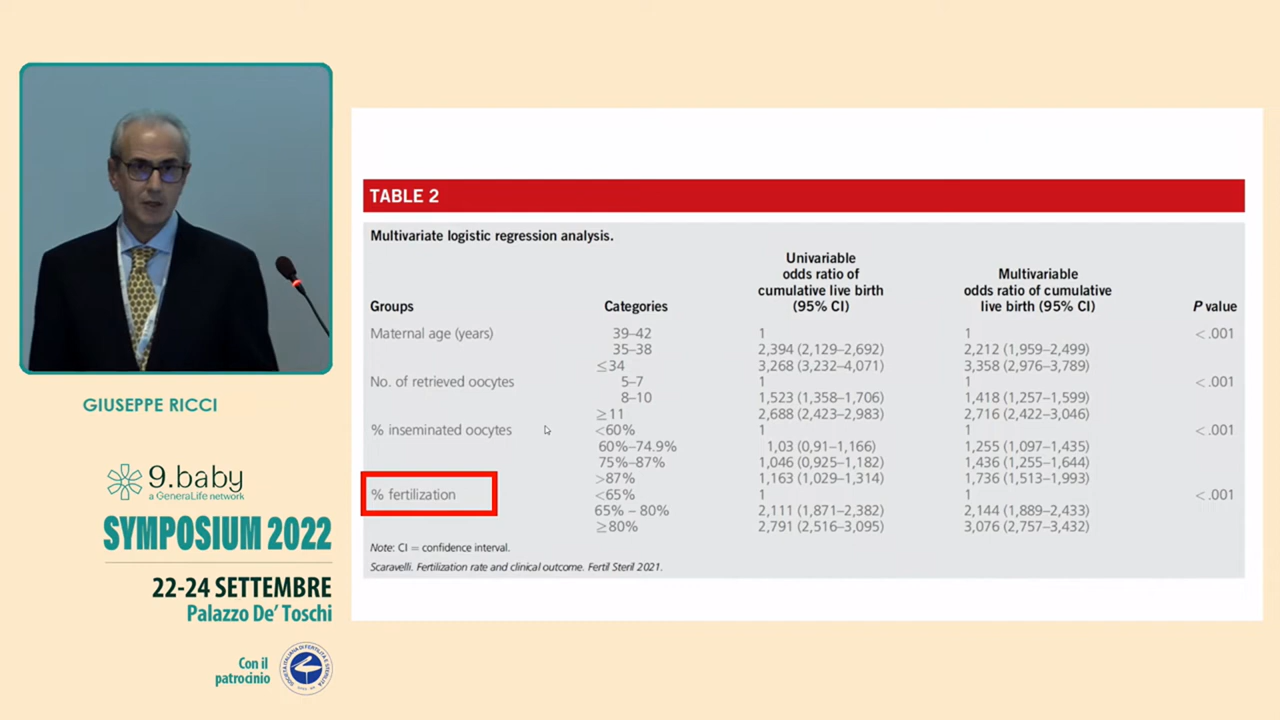 GIUSEPPE RICCI
9.baby
a GeneraLife network
SYMPOSIUM 2022
22-24 SETTEMBRE
Palazzo De' Toschi
Con il
patrocinio
TABLE 2
Multivariate logistic regression analysis.
Groups Categories Univariable odds ratio of cumulative live birth (95% CI) Multivariable odds ratio of cumulative live birth (95% CI) P value
Maternal age (years) 39–42 1 1 <.001
35–38 2,394 (2,129–2,692) 2,212 (1,959–2,499)
≤34 3,268 (3,232–4,071) 3,358 (2,976–3,789)
No. of retrieved oocytes 5–7 1 1 <.001
8–10 1,523 (1,358–1,706) 1,418 (1,257–1,599)
≥11 2,688 (2,423–2,983) 2,716 (2,422–3,046)
% inseminated oocytes <60% 1 1 <.001
60%–74.9% 1,03 (0,91–1,166) 1,255 (1,097–1,435)
75%–87% 1,046 (0,925–1,182) 1,436 (1,255–1,644)
>87% 1,163 (1,029–1,314) 1,736 (1,513–1,993)
% fertilization <65% 1 1 <.001
65% – 80% 2,111 (1,871–2,382) 2,144 (1,889–2,433)
≥80% 2,791 (2,516–3,095) 3,076 (2,757–3,432)
Note: CI = confidence interval.
Scaravelli. Fertilization rate and clinical outcome. Fertil Steril 2021.